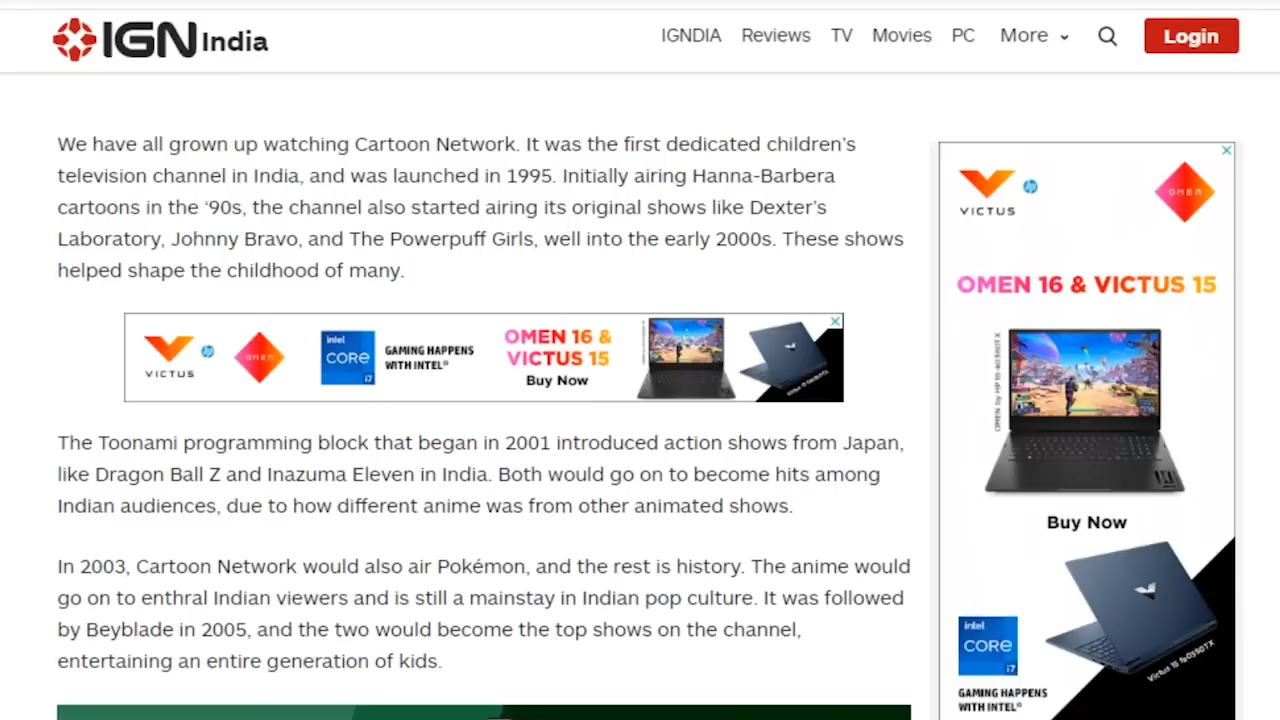 IGN India
IGNDIA Reviews TV Movies PC More Login
We have all grown up watching Cartoon Network. It was the first dedicated children’s
television channel in India, and was launched in 1995. Initially airing Hanna-Barbera
cartoons in the ‘90s, the channel also started airing its original shows like Dexter’s
Laboratory, Johnny Bravo, and The Powerpuff Girls, well into the early 2000s. These shows
helped shape the childhood of many.
VICTUS
hp
OMEN
intel
CORE
i7
GAMING HAPPENS
WITH INTEL®
OMEN 16 &
VICTUS 15
Buy Now
The Toonami programming block that began in 2001 introduced action shows from Japan,
like Dragon Ball Z and Inazuma Eleven in India. Both would go on to become hits among
Indian audiences, due to how different anime was from other animated shows.
In 2003, Cartoon Network would also air Pokémon, and the rest is history. The anime would
go on to enthral Indian viewers and is still a mainstay in Indian pop culture. It was followed
by Beyblade in 2005, and the two would become the top shows on the channel,
entertaining an entire generation of kids.
VICTUS
hp
OMEN
OMEN 16 & VICTUS 15
OMEN by HP
Buy Now
Victus 15
intel
CORE
i7
GAMING HAPPENS
WITH INTEL®